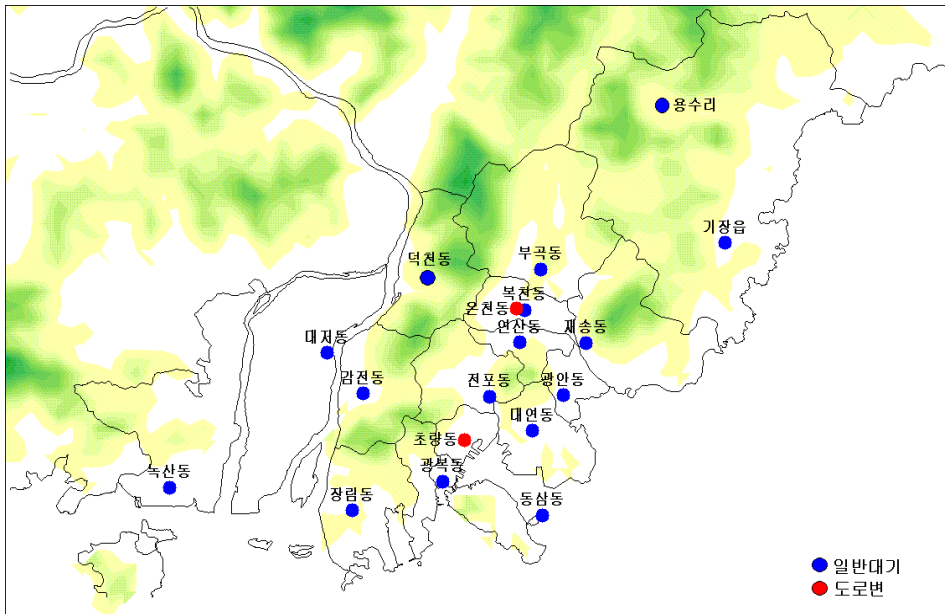 용수리
기장읍
부곡동
덕천동
복천동
온천동
연산동
재송동
대저동
감전동
전포동
광안동
대연동
초량동
광복동
녹산동
장림동
동삼동
일반대기
도로변